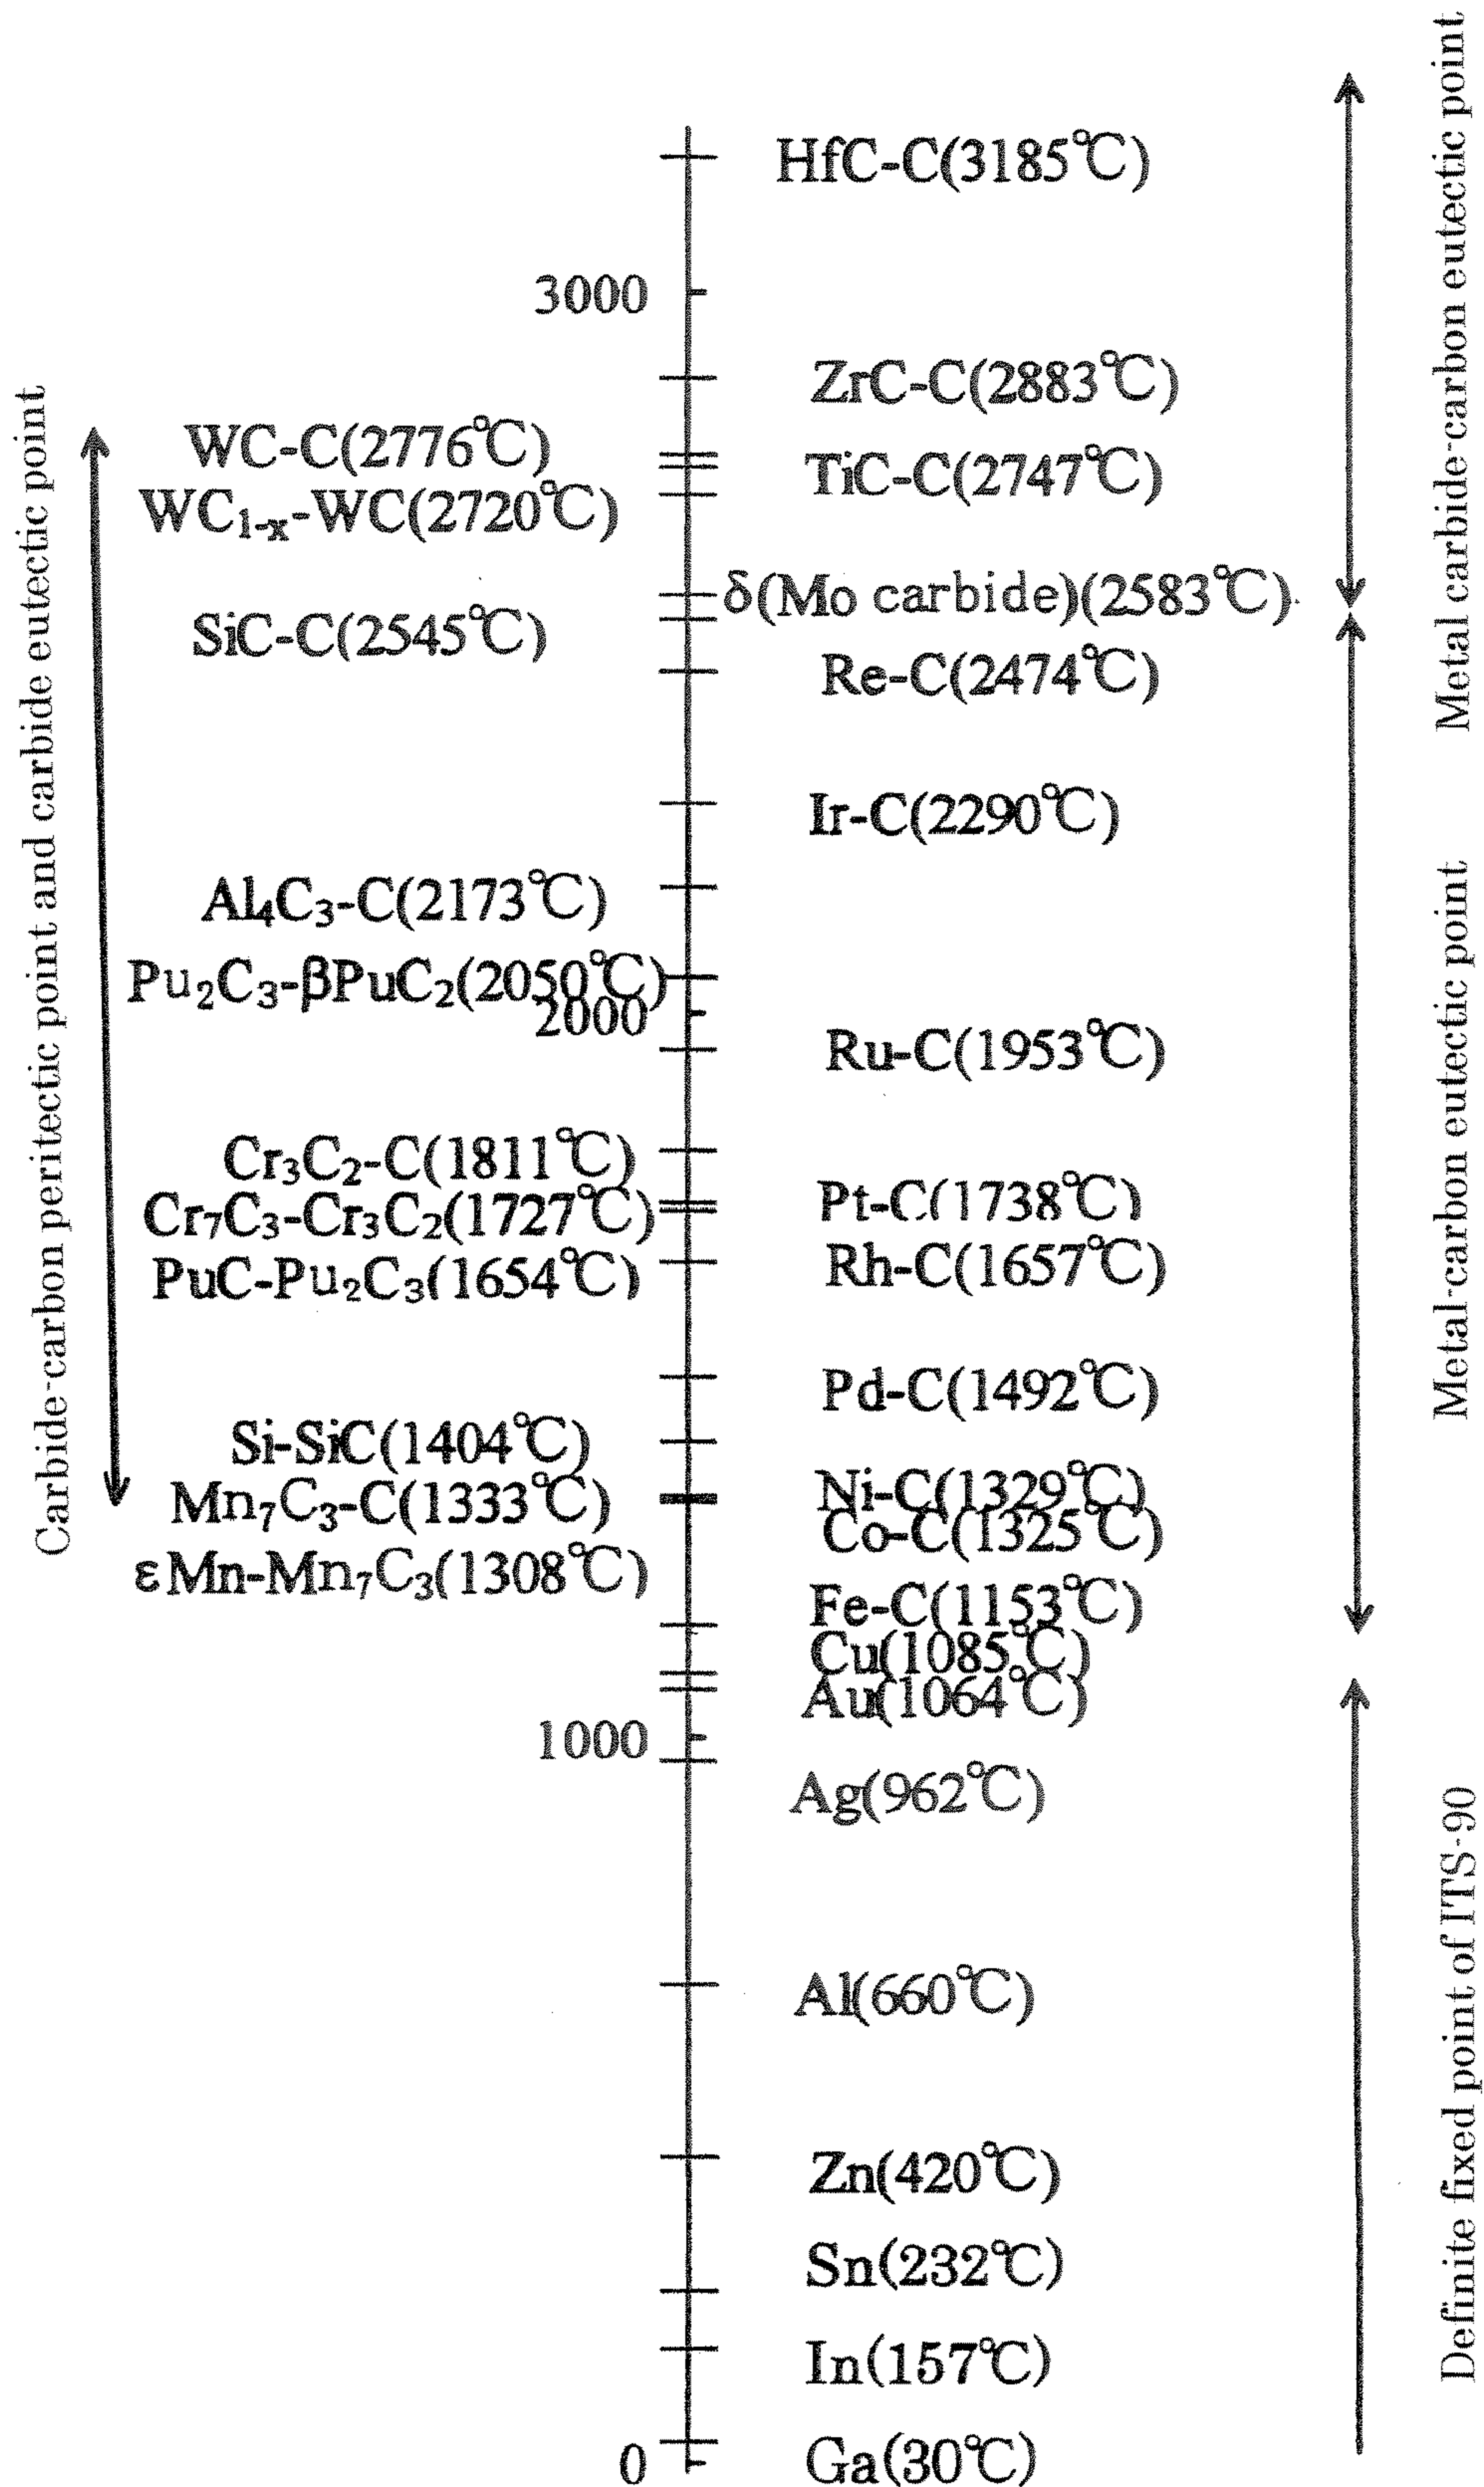 HfC-C(3185℃)
3000
ZrC-C(2883℃)
WC-C(2776℃)
TiC-C(2747℃)
WC₁₋ₓ-WC(2720℃)
δ(Mo carbide)(2583℃)
SiC-C(2545℃)
Re-C(2474℃)
Ir-C(2290℃)
Al₄C₃-C(2173℃)
Pu₂C₃-βPuC₂(2050℃)
2000
Ru-C(1953℃)
Cr₃C₂-C(1811℃)
Pt-C(1738℃)
Cr₇C₃-Cr₃C₂(1727℃)
Rh-C(1657℃)
PuC-Pu₂C₃(1654℃)
Pd-C(1492℃)
Si-SiC(1404℃)
Mn₇C₃-C(1333℃)
Ni-C(1329℃)
Co-C(1325℃)
εMn-Mn₇C₃(1308℃)
Fe-C(1153℃)
Cu(1085℃)
Au(1064℃)
1000
Ag(962℃)
Al(660℃)
Zn(420℃)
Sn(232℃)
In(157℃)
Ga(30℃)
0
Carbide-carbon peritectic point and carbide eutectic point
Metal carbide-carbon eutectic point
Metal-carbon eutectic point
Definite fixed point of ITS-90